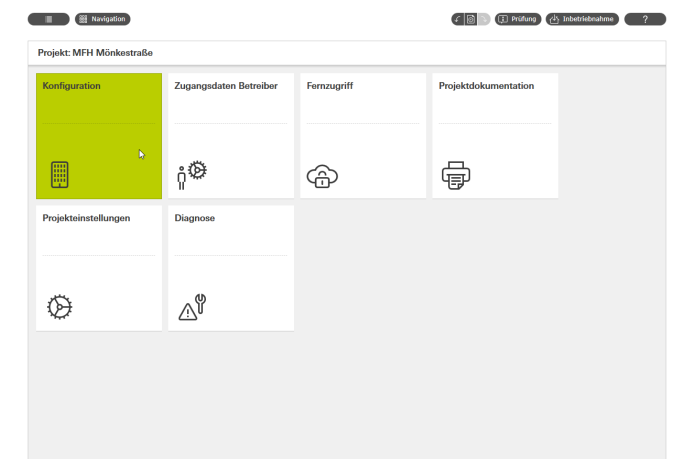 Navigation
Prüfung
Inbetriebnahme
?
Projekt: MFH Mönkestraße
Konfiguration
Zugangsdaten Betreiber
Fernzugriff
Projektdokumentation
Projekteinstellungen
Diagnose